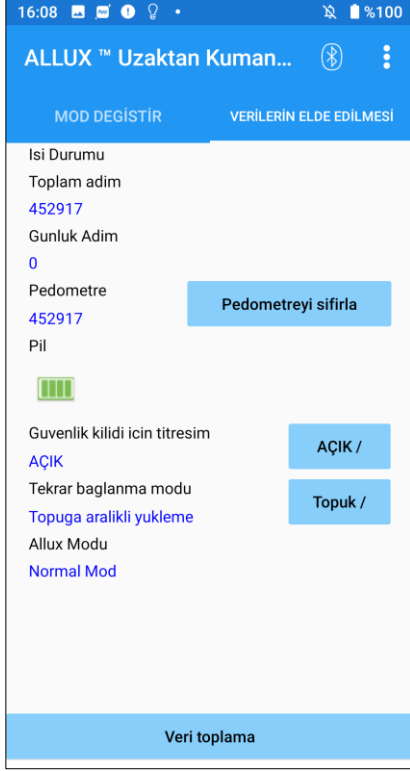 16:08 %100
ALLUX ™ Uzaktan Kuman...
MOD DEGİSTİR VERİLERİN ELDE EDİLMESİ
Isi Durumu
Toplam adim
452917
Gunluk Adim
0
Pedometre
452917
Pedometreyi sifirla
Pil
Guvenlik kilidi icin titresim
AÇIK
AÇIK /
Tekrar baglanma modu
Topuga aralikli yukleme
Topuk /
Allux Modu
Normal Mod
Veri toplama